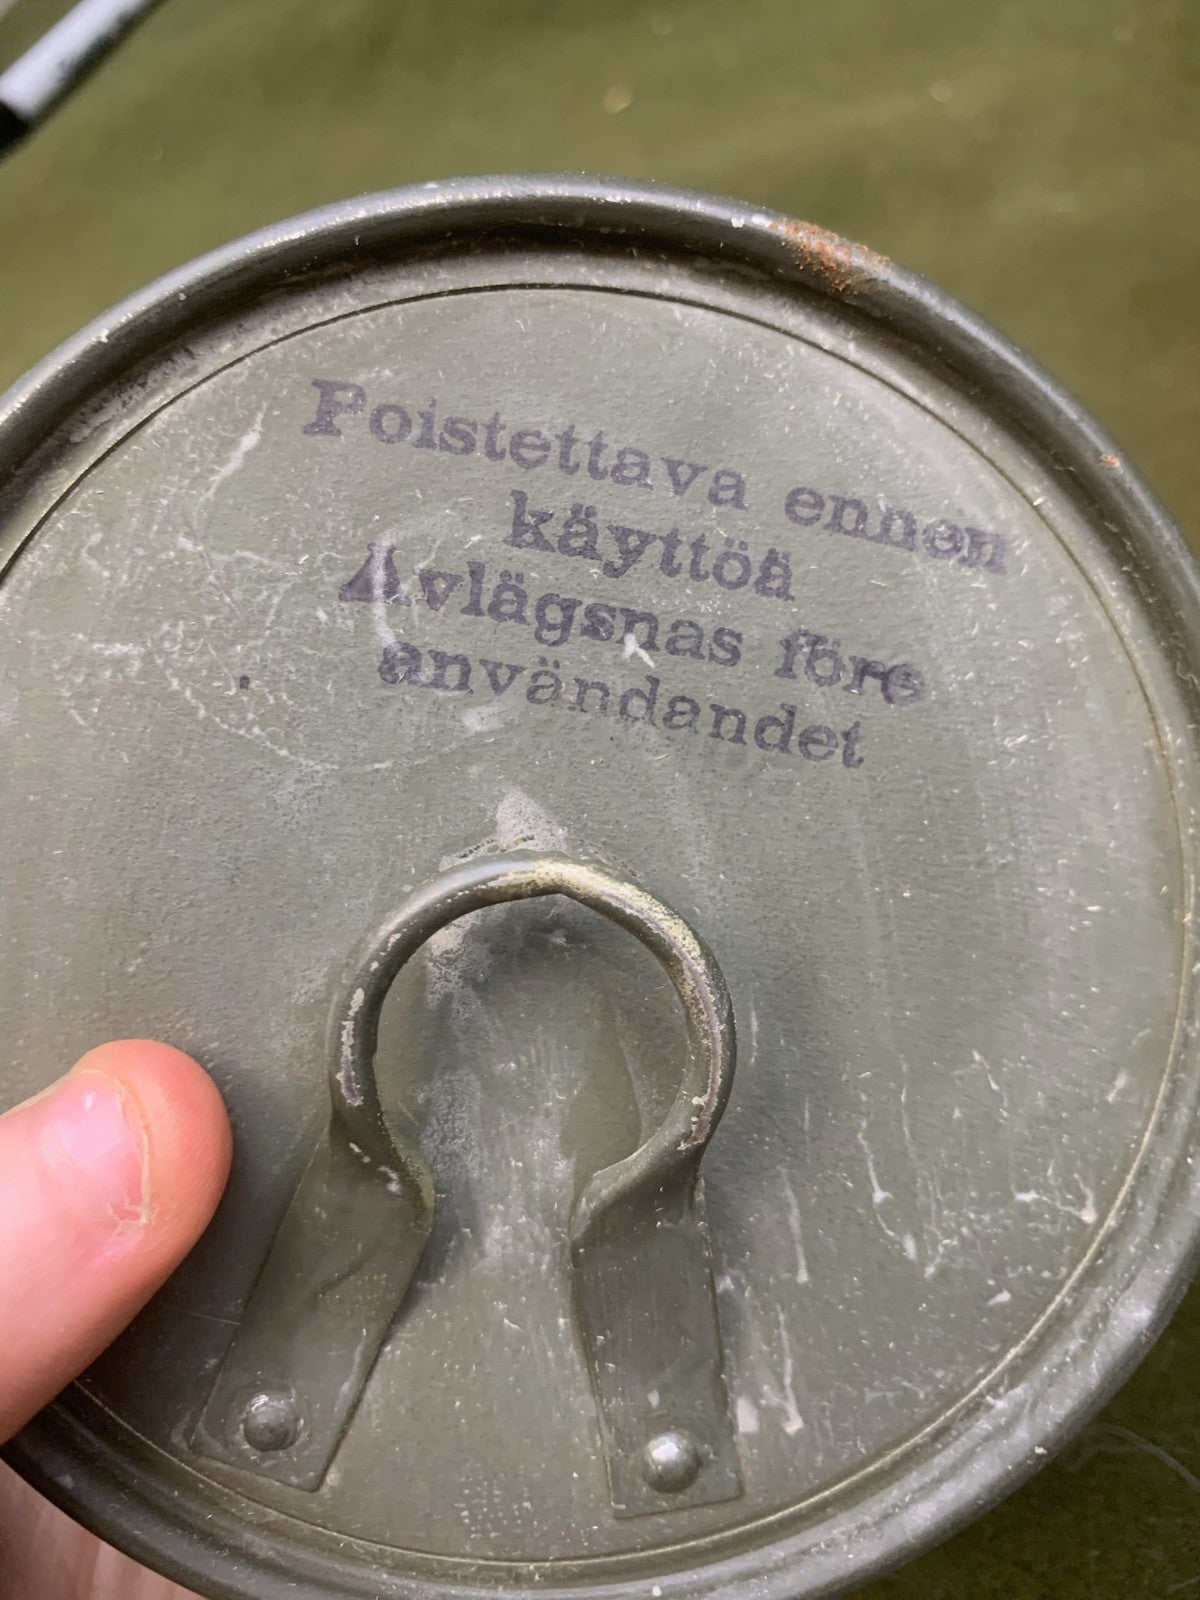 Poistettava ennen
käyttöä
Avlägsnas före
användandet